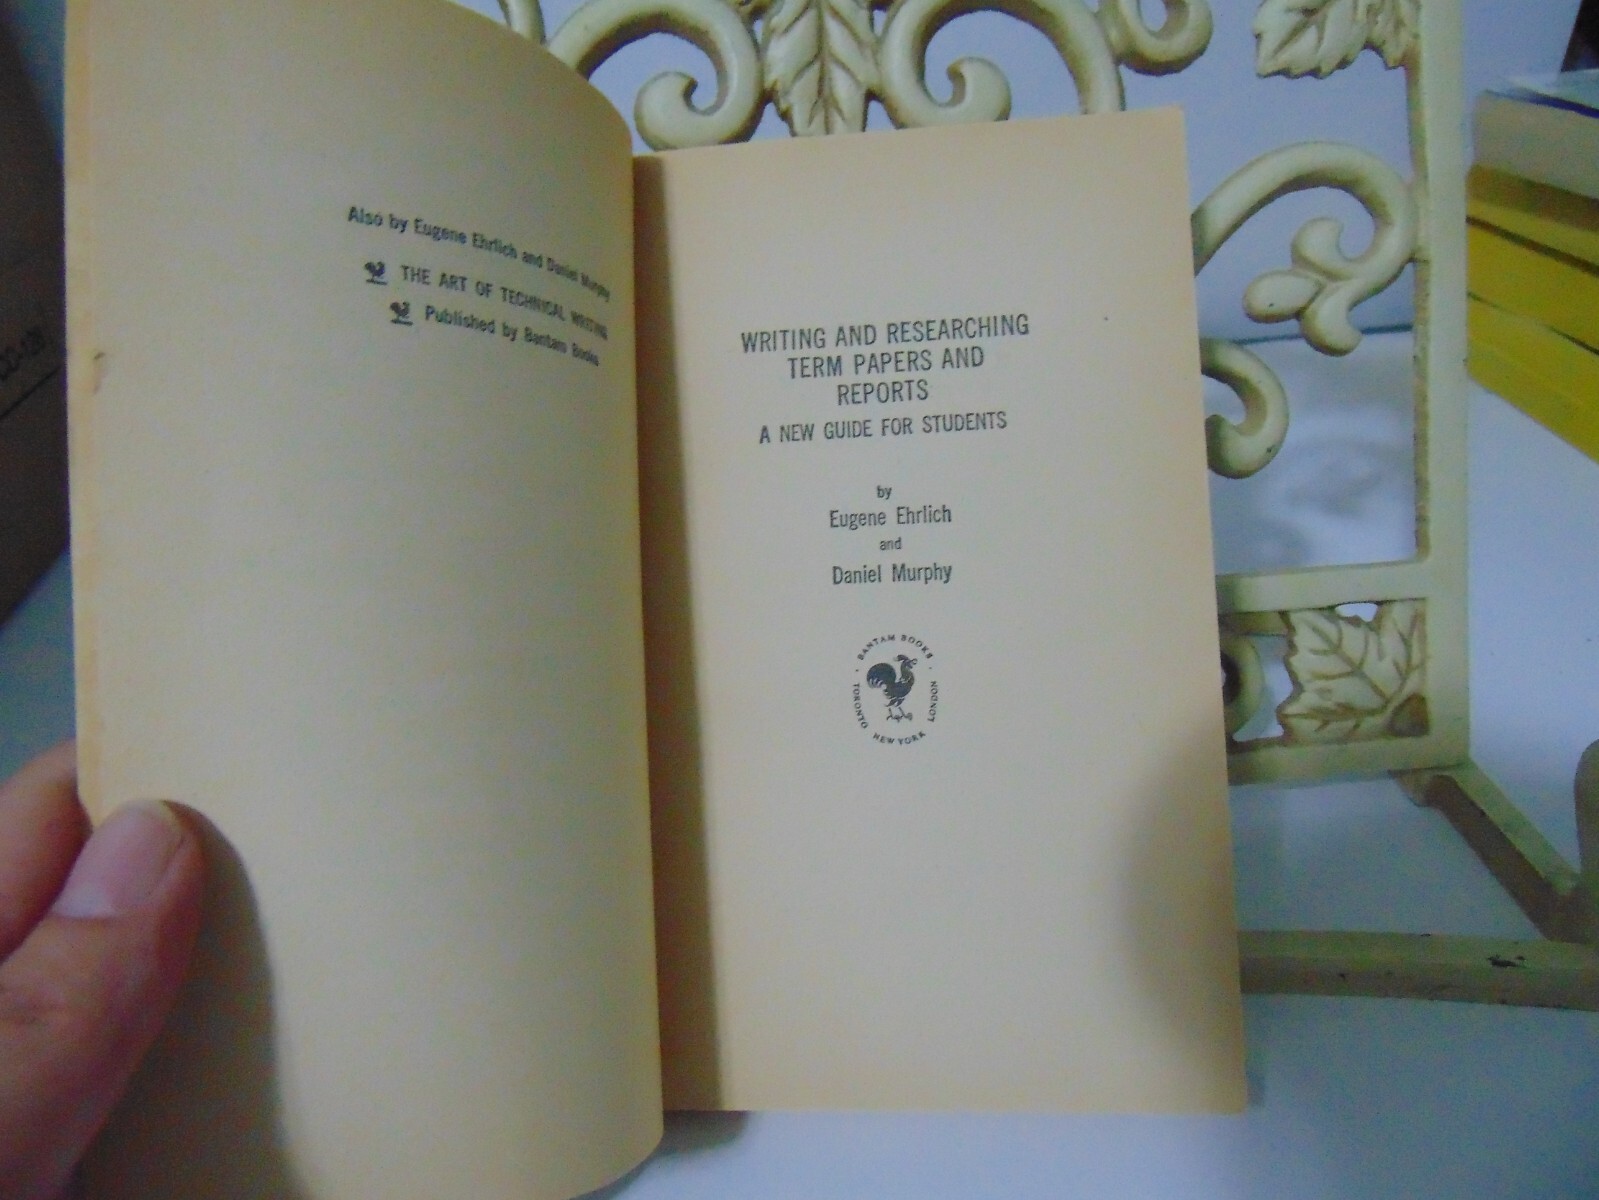 Also by Eugene Ehrlich and Daniel Murphy
THE ART OF TECHNICAL WRITING
Published by Bantam Books
WRITING AND RESEARCHING
TERM PAPERS AND
REPORTS
A NEW GUIDE FOR STUDENTS
by
Eugene Ehrlich
and
Daniel Murphy
BANTAM BOOKS
TORONTO · NEW YORK · LONDON